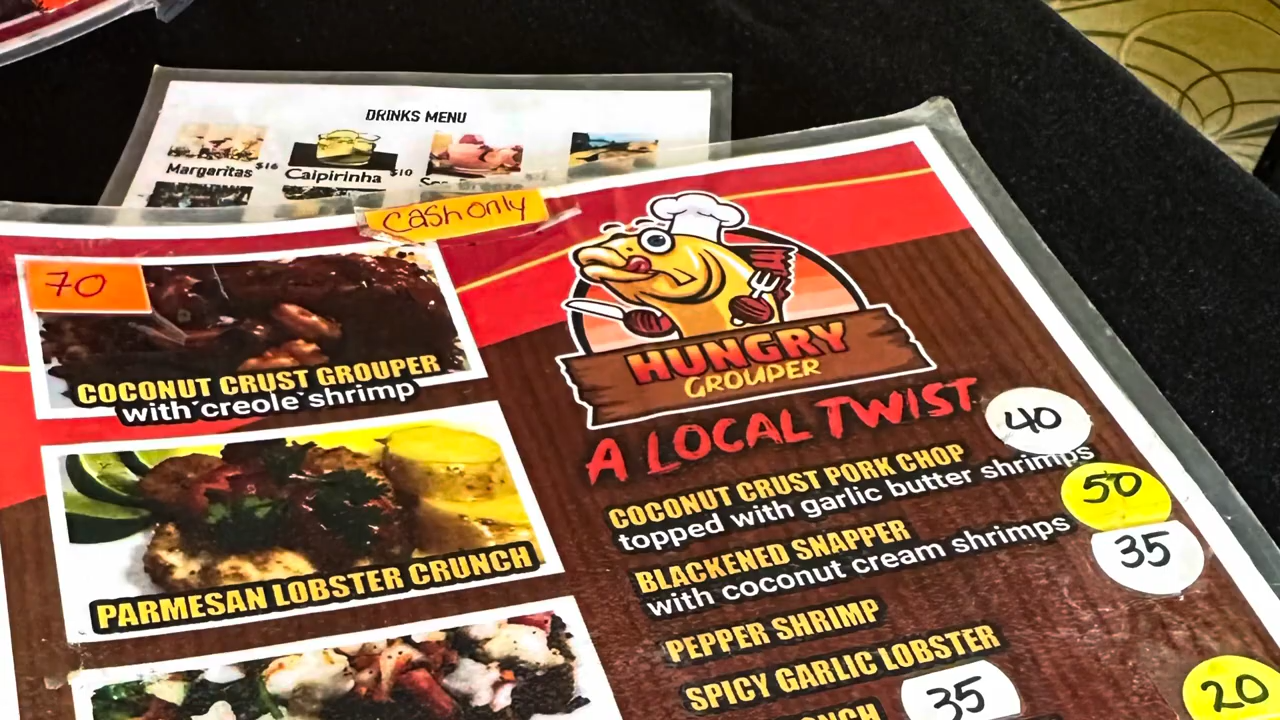 DRINKS MENU
Margaritas $16
Caipirinha $10
cash only
70
COCONUT CRUST GROUPER
with creole shrimp
PARMESAN LOBSTER CRUNCH
HUNGRY
GROUPER
A LOCAL TWIST
40
COCONUT CRUST PORK CHOP
topped with garlic butter shrimps
50
BLACKENED SNAPPER
with coconut cream shrimps
35
PEPPER SHRIMP
SPICY GARLIC LOBSTER
35
20